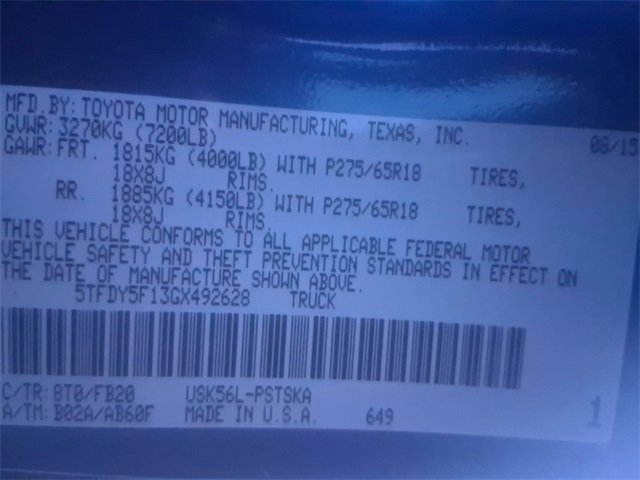 MFD.BY:TOYOTA MOTOR MANUFACTURING, TEXAS, INC. 08/15
GVWR:3270KG (7200LB)
GAWR:FRT. 1815KG (4000LB) WITH P275/65R18 TIRES,
18X8J RIMS.
RR. 1885KG (4150LB) WITH P275/65R18 TIRES,
18X8J RIMS.
THIS VEHICLE CONFORMS TO ALL APPLICABLE FEDERAL MOTOR
VEHICLE SAFETY AND THEFT PREVENTION STANDARDS IN EFFECT ON
THE DATE OF MANUFACTURE SHOWN ABOVE.
5TFDY5F13GX492628 TRUCK
C/TR:8T0/FB20 USK56L-PSTSKA
A/TM:B02A/AB60F MADE IN U.S.A. 649 1